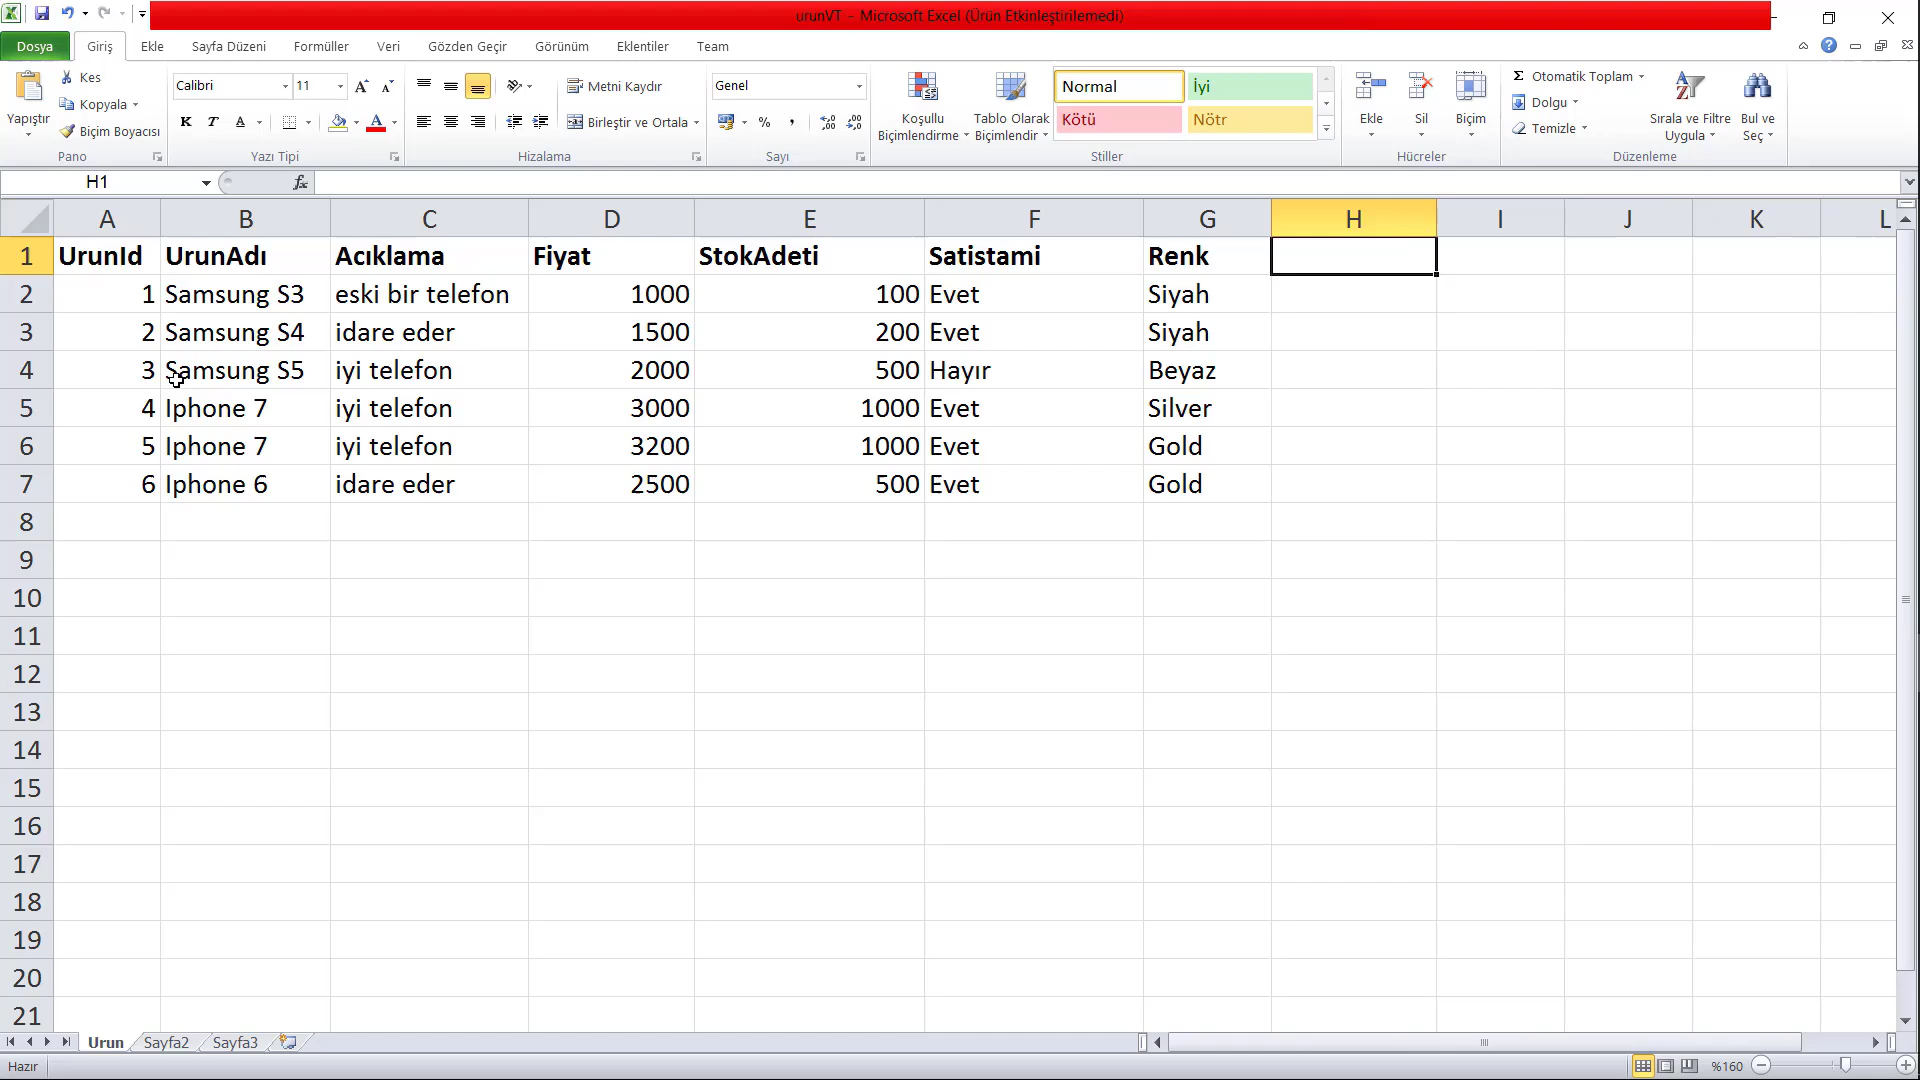 urunVT - Microsoft Excel (Ürün Etkinleştirilemedi)
Dosya Giriş Ekle Sayfa Düzeni Formüller Veri Gözden Geçir Görünüm Eklentiler Team
Yapıştır
Kes
Kopyala
Biçim Boyacısı
Pano
Calibri 11
K T A
Yazı Tipi
Metni Kaydır
Birleştir ve Ortala
Hizalama
Genel
%
Sayı
Koşullu Biçimlendirme
Tablo Olarak Biçimlendir
Normal İyi
Kötü Nötr
Stiller
Ekle Sil Biçim
Hücreler
Σ Otomatik Toplam
Dolgu
Temizle
Sırala ve Filtre Uygula
Bul ve Seç
Düzenleme
H1 fx
A B C D E F G H I J K L
1 UrunId UrunAdı Acıklama Fiyat StokAdeti Satistami Renk
2 1 Samsung S3 eski bir telefon 1000 100 Evet Siyah
3 2 Samsung S4 idare eder 1500 200 Evet Siyah
4 3 Samsung S5 iyi telefon 2000 500 Hayır Beyaz
5 4 Iphone 7 iyi telefon 3000 1000 Evet Silver
6 5 Iphone 7 iyi telefon 3200 1000 Evet Gold
7 6 Iphone 6 idare eder 2500 500 Evet Gold
8
9
10
11
12
13
14
15
16
17
18
19
20
21
Urun Sayfa2 Sayfa3
Hazır %160